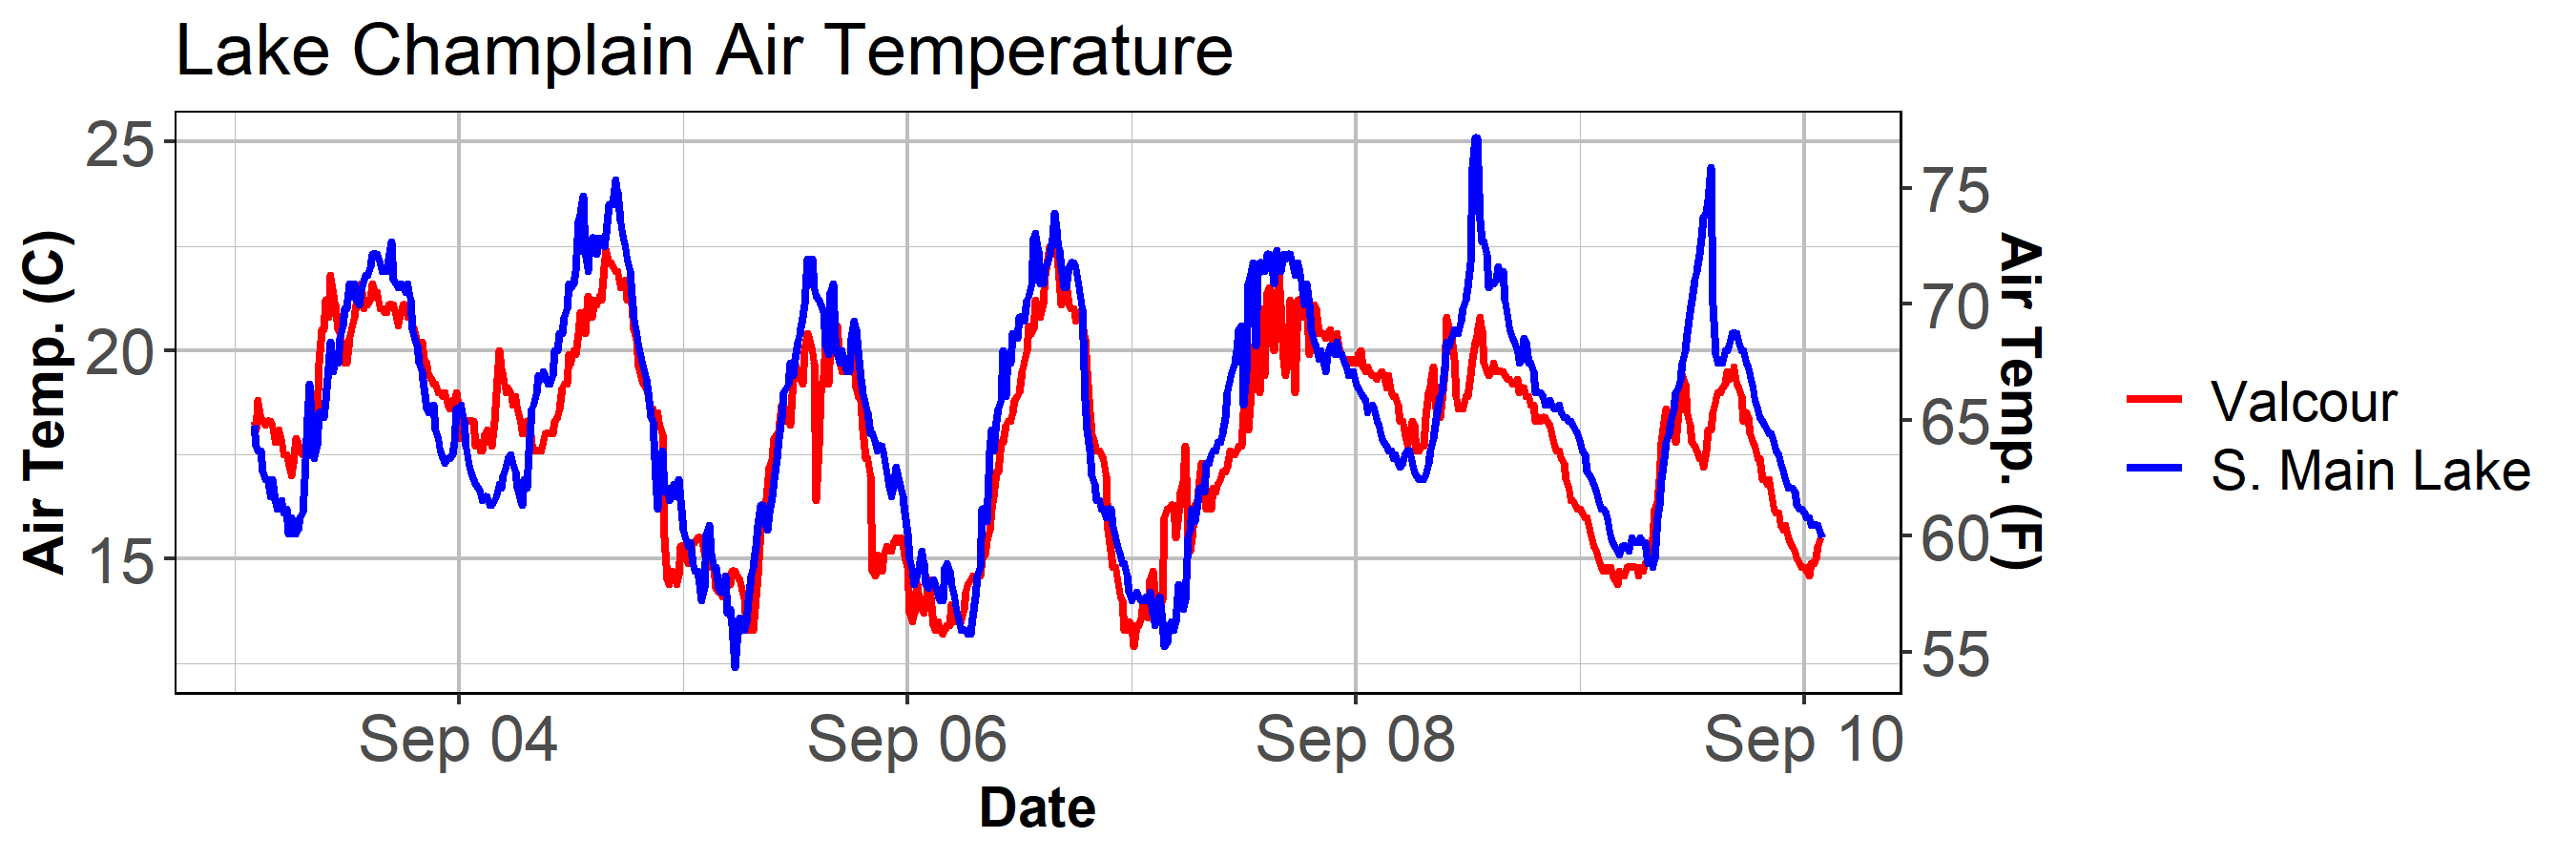 Lake Champlain Air Temperature
Air Temp. (C)
25
20
15
75
70
65
60
55
Air Temp. (F)
Sep 04
Sep 06
Sep 08
Sep 10
Date
Valcour
S. Main Lake